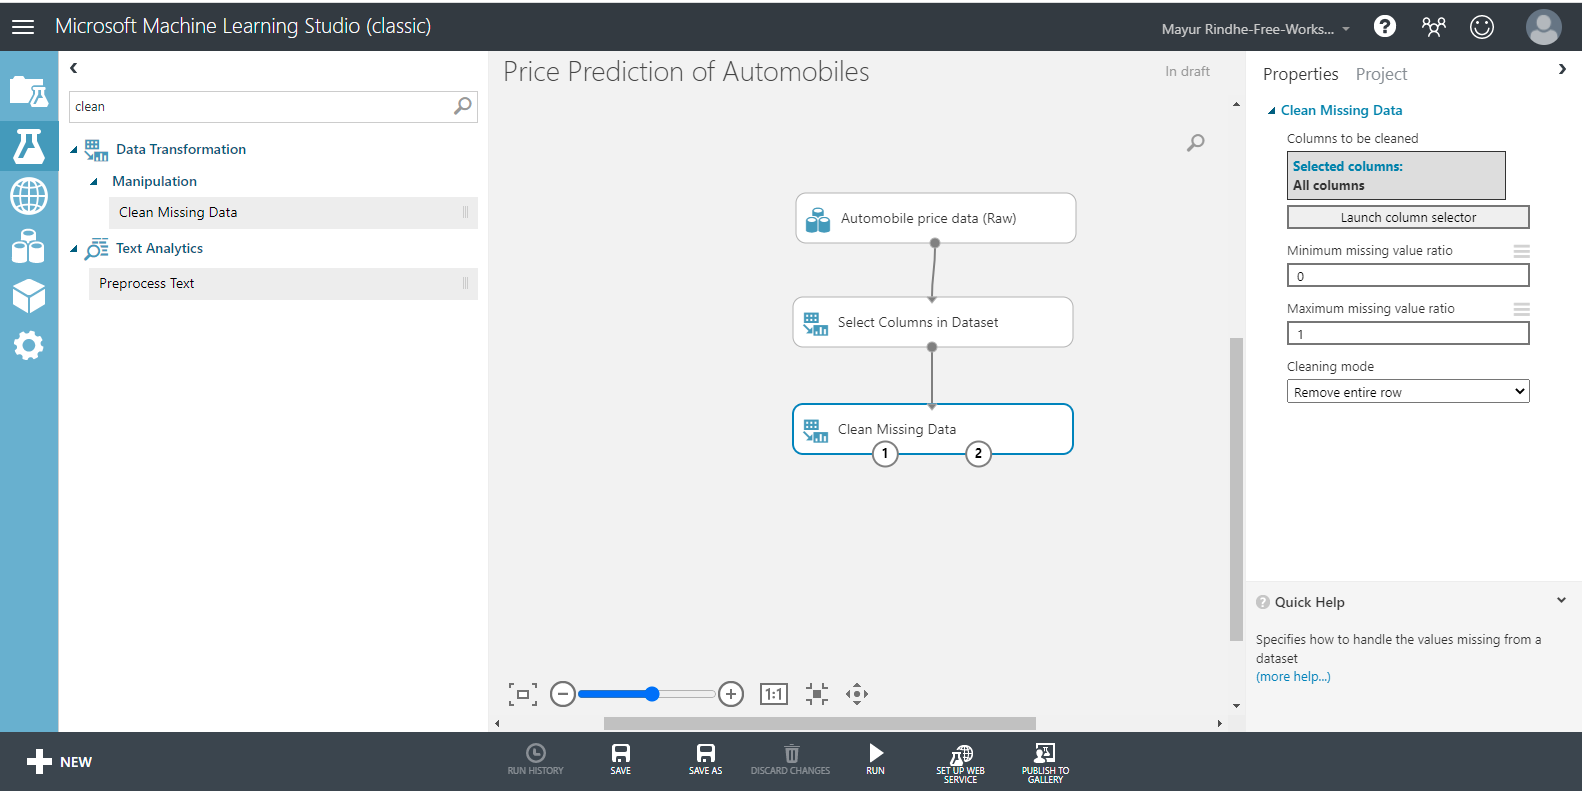 Microsoft Machine Learning Studio (classic)
Mayur Rindhe-Free-Works...
?
clean
Data Transformation
Manipulation
Clean Missing Data
Text Analytics
Preprocess Text
Price Prediction of Automobiles
In draft
Automobile price data (Raw)
Select Columns in Dataset
Clean Missing Data
1 2
1:1
Properties Project
Clean Missing Data
Columns to be cleaned
Selected columns:
All columns
Launch column selector
Minimum missing value ratio
0
Maximum missing value ratio
1
Cleaning mode
Remove entire row
? Quick Help
Specifies how to handle the values missing from a
dataset
(more help...)
NEW
RUN HISTORY
SAVE
SAVE AS
DISCARD CHANGES
RUN
SET UP WEB
SERVICE
PUBLISH TO
GALLERY